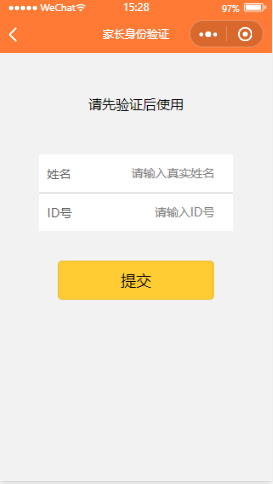 ●●●●● WeChat 15:28 97%
家长身份验证
请先验证后使用
姓名 请输入真实姓名
ID号 请输入ID号
提交